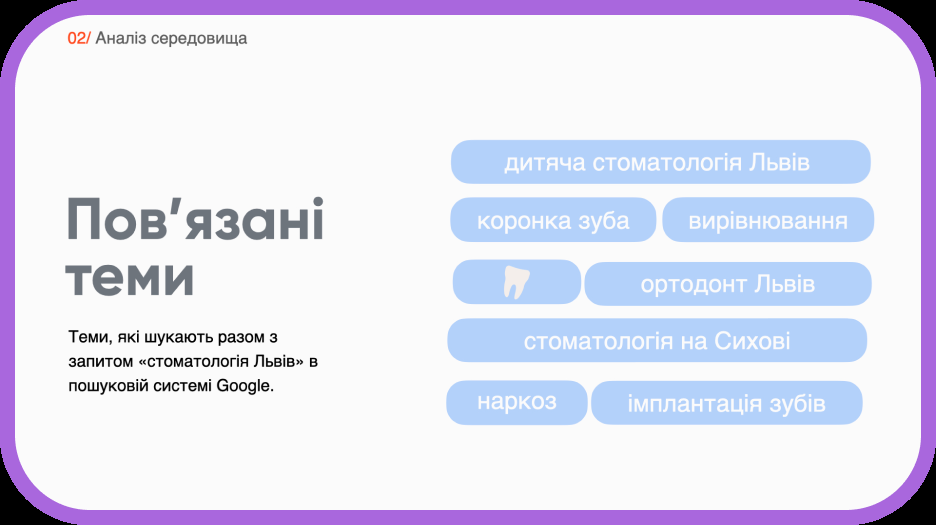 02/ Аналіз середовища
Пов’язані
теми
Теми, які шукають разом з
запитом «стоматологія Львів» в
пошуковій системі Google.
дитяча стоматологія Львів
коронка зуба
вирівнювання
ортодонт Львів
стоматологія на Сихові
наркоз
імплантація зубів